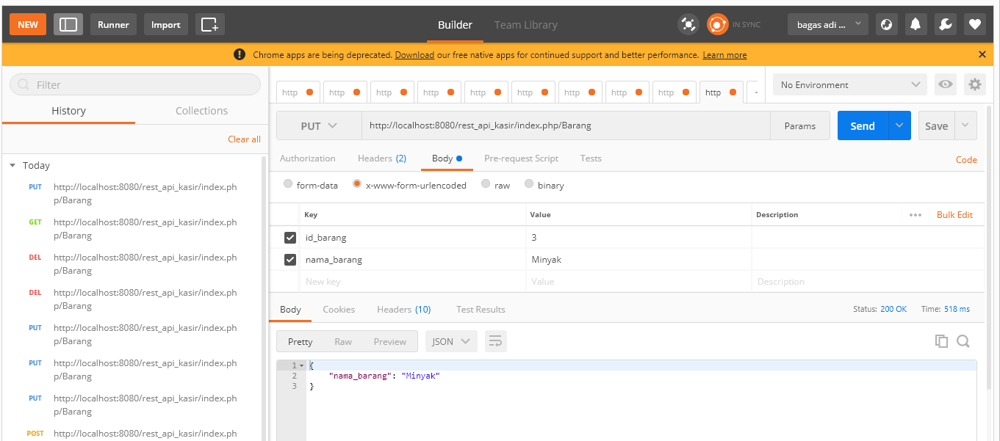 NEW Runner Import Builder Team Library IN SYNC bagas adi ...
Chrome apps are being deprecated. Download our free native apps for continued support and better performance. Learn more
Filter
History Collections
Clear all
Today
PUT http://localhost:8080/rest_api_kasir/index.ph
p/Barang
GET http://localhost:8080/rest_api_kasir/index.ph
p/Barang
DEL http://localhost:8080/rest_api_kasir/index.ph
p/Barang
DEL http://localhost:8080/rest_api_kasir/index.ph
p/Barang
PUT http://localhost:8080/rest_api_kasir/index.ph
p/Barang
PUT http://localhost:8080/rest_api_kasir/index.ph
p/Barang
PUT http://localhost:8080/rest_api_kasir/index.ph
p/Barang
POST http://localhost:8080/rest_api_kasir/index.ph
http http http http http http http http http http
No Environment
PUT http://localhost:8080/rest_api_kasir/index.php/Barang Params Send Save
Authorization Headers (2) Body Pre-request Script Tests Code
form-data x-www-form-urlencoded raw binary
Key Value Description ••• Bulk Edit
id_barang 3
nama_barang Minyak
New key Value Description
Body Cookies Headers (10) Test Results Status: 200 OK Time: 518 ms
Pretty Raw Preview JSON
1 {
2 "nama_barang": "Minyak"
3 }